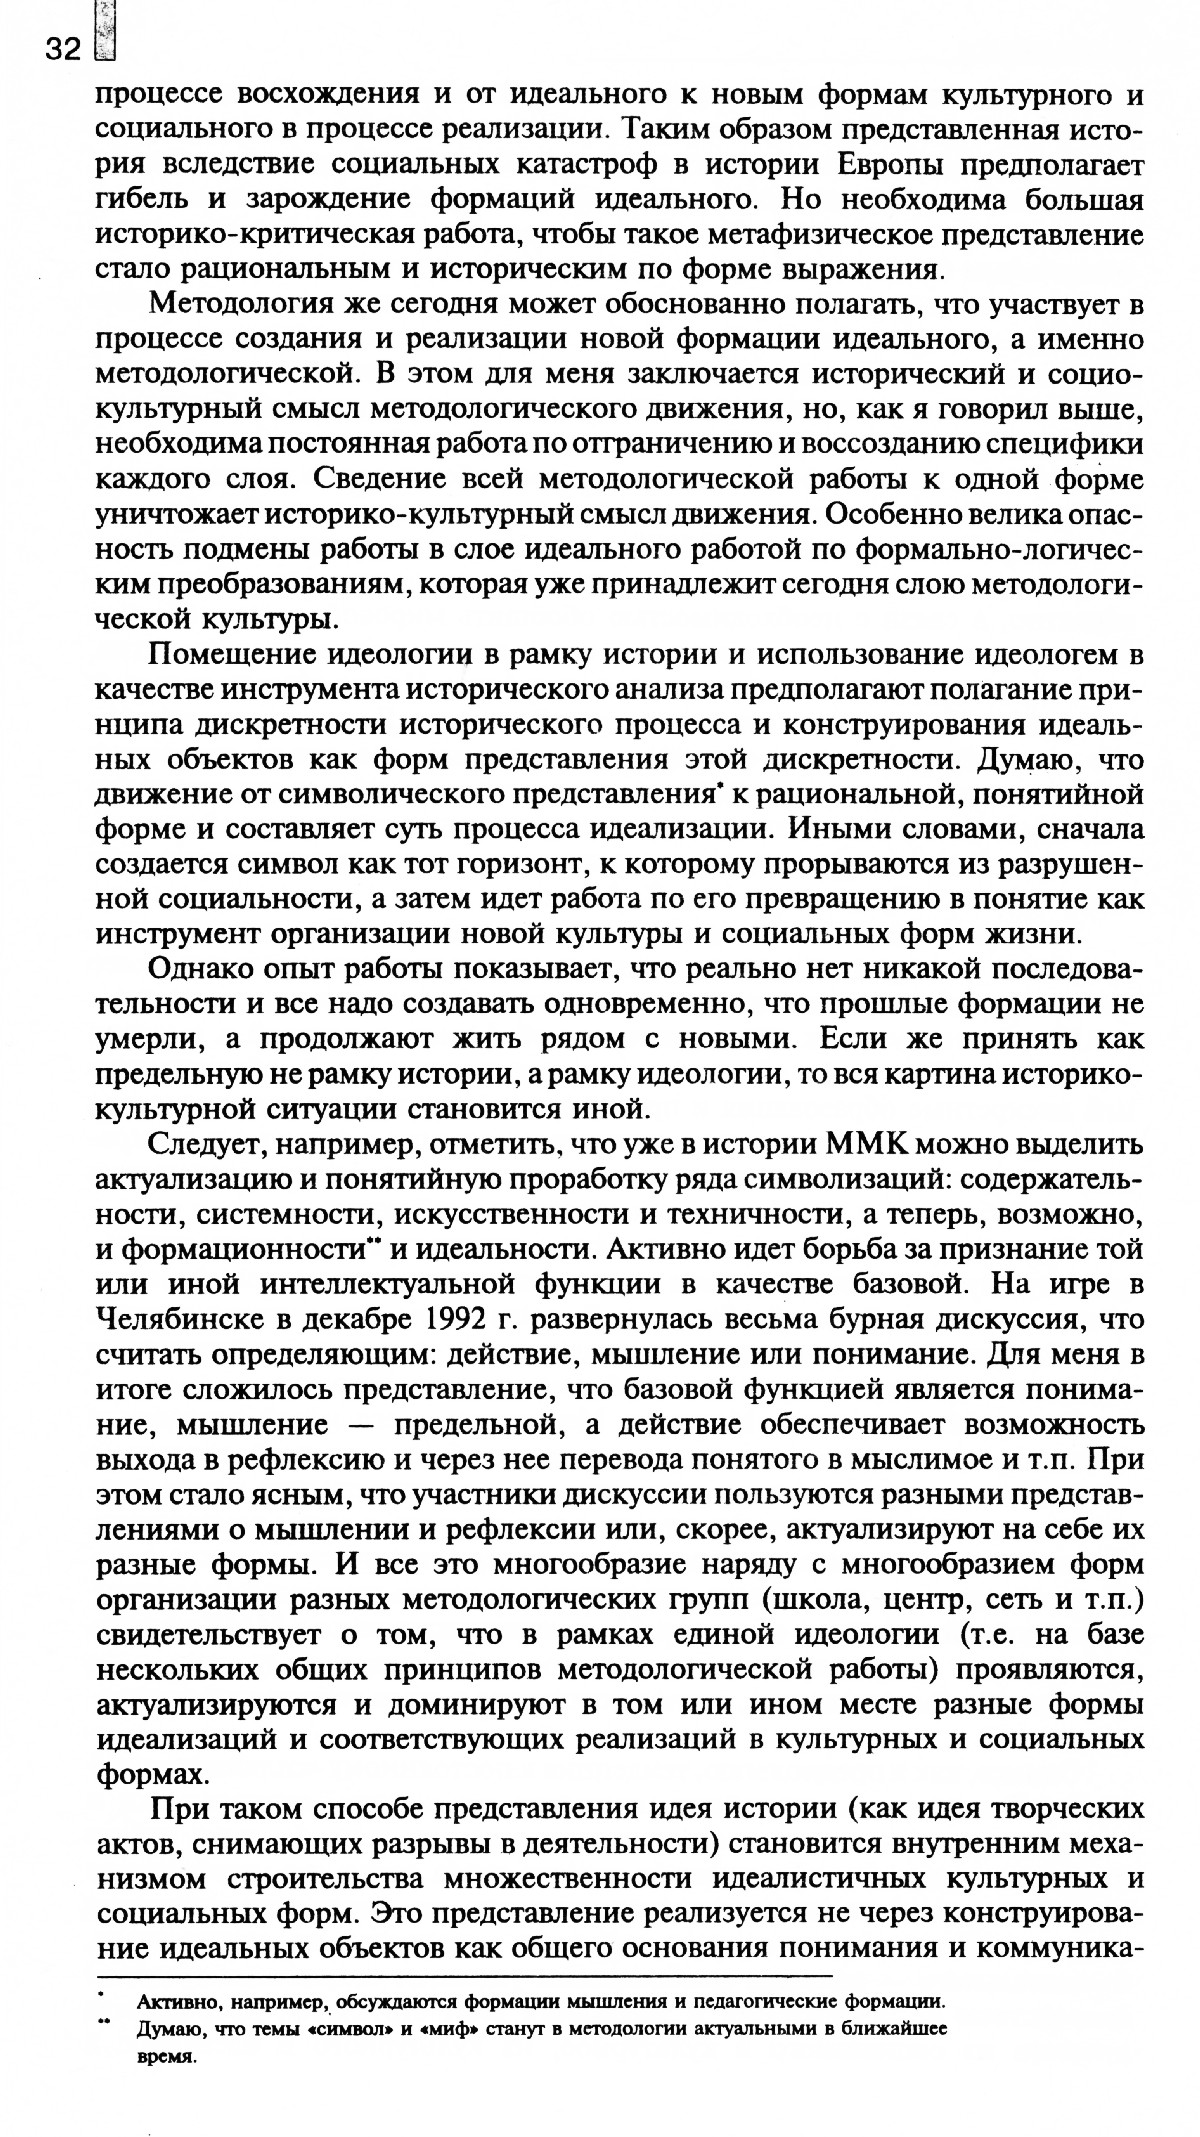 32
процессе восхождения и от идеального к новым формам культурного и
социального в процессе реализации. Таким образом представленная исто-
рия вследствие социальных катастроф в истории Европы предполагает
гибель и зарождение формаций идеального. Но необходима большая
историко-критическая работа, чтобы такое метафизическое представление
стало рациональным и историческим по форме выражения.
Методология же сегодня может обоснованно полагать, что участвует в
процессе создания и реализации новой формации идеального, а именно
методологической. В этом для меня заключается исторический и социо-
культурный смысл методологического движения, но, как я говорил выше,
необходима постоянная работа по отграничению и воссозданию специфики
каждого слоя. Сведение всей методологической работы к одной форме
уничтожает историко-культурный смысл движения. Особенно велика опас-
ность подмены работы в слое идеального работой по формально-логичес-
ким преобразованиям, которая уже принадлежит сегодня слою методологи-
ческой культуры.
Помещение идеологии в рамку истории и использование идеологем в
качестве инструмента исторического анализа предполагают полагание при-
нципа дискретности исторического процесса и конструирования идеаль-
ных объектов как форм представления этой дискретности. Думаю, что
движение от символического представления* к рациональной, понятийной
форме и составляет суть процесса идеализации. Иными словами, сначала
создается символ как тот горизонт, к которому прорываются из разрушен-
ной социальности, а затем идет работа по его превращению в понятие как
инструмент организации новой культуры и социальных форм жизни.
Однако опыт работы показывает, что реально нет никакой последова-
тельности и все надо создавать одновременно, что прошлые формации не
умерли, а продолжают жить рядом с новыми. Если же принять как
предельную не рамку истории, а рамку идеологии, то вся картина историко-
культурной ситуации становится иной.
Следует, например, отметить, что уже в истории ММК можно выделить
актуализацию и понятийную проработку ряда символизаций: содержатель-
ности, системности, искусственности и техничности, а теперь, возможно,
и формационности** и идеальности. Активно идет борьба за признание той
или иной интеллектуальной функции в качестве базовой. На игре в
Челябинске в декабре 1992 г. развернулась весьма бурная дискуссия, что
считать определяющим: действие, мышление или понимание. Для меня в
итоге сложилось представление, что базовой функцией является понима-
ние, мышление — предельной, а действие обеспечивает возможность
выхода в рефлексию и через нее перевода понятого в мыслимое и т.п. При
этом стало ясным, что участники дискуссии пользуются разными представ-
лениями о мышлении и рефлексии или, скорее, актуализируют на себе их
разные формы. И все это многообразие наряду с многообразием форм
организации разных методологических групп (школа, центр, сеть и т.п.)
свидетельствует о том, что в рамках единой идеологии (т.е. на базе
нескольких общих принципов методологической работы) проявляются,
актуализируются и доминируют в том или ином месте разные формы
идеализаций и соответствующих реализаций в культурных и социальных
формах.
При таком способе представления идея истории (как идея творческих
актов, снимающих разрывы в деятельности) становится внутренним меха-
низмом строительства множественности идеалистичных культурных и
социальных форм. Это представление реализуется не через конструирова-
ние идеальных объектов как общего основания понимания и коммуника-
* Активно, например, обсуждаются формации мышления и педагогические формации.
** Думаю, что темы «символ» и «миф» станут в методологии актуальными в ближайшее
время.